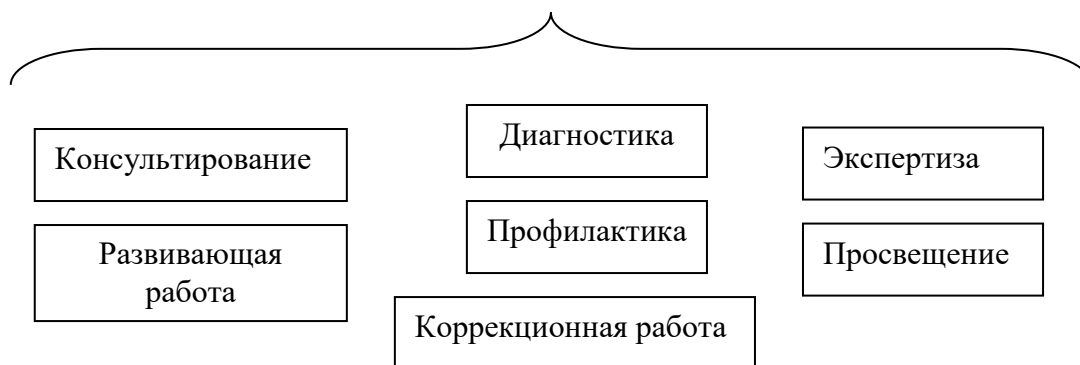 Консультирование
Развивающая
работа
Диагностика
Профилактика
Коррекционная работа
Экспертиза
Просвещение